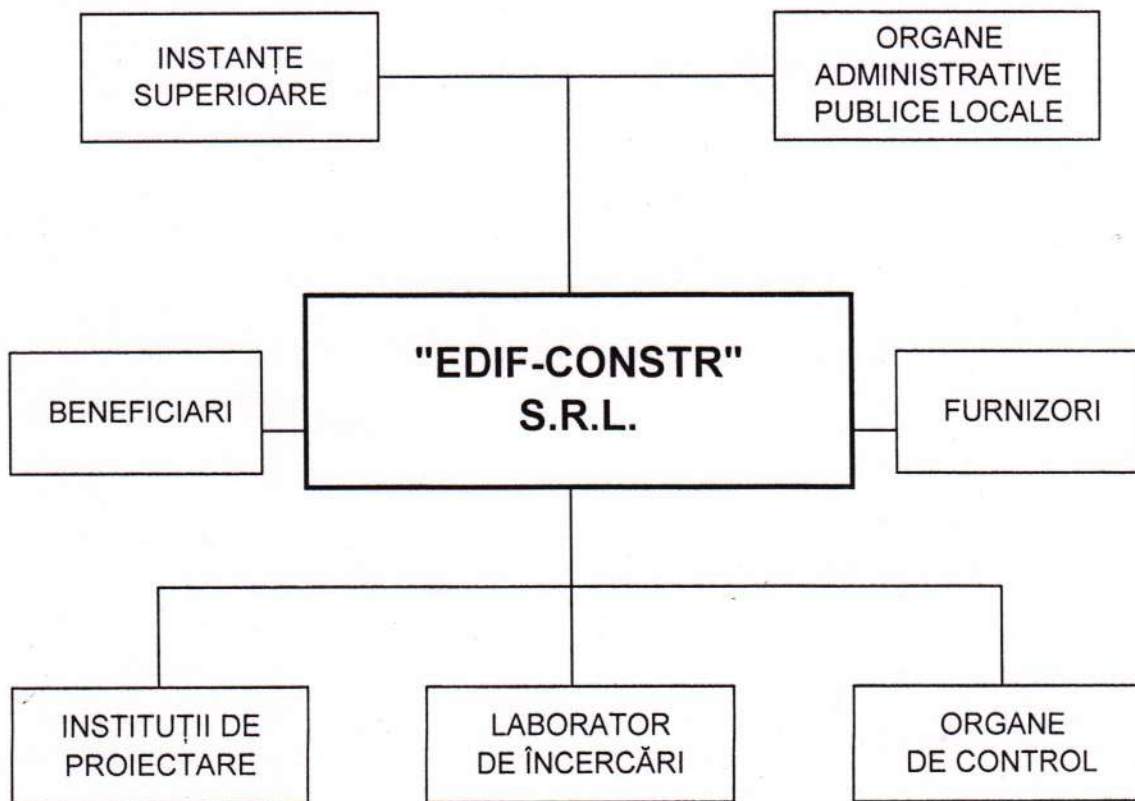 INSTANȚE
SUPERIOARE
ORGANE
ADMINISTRATIVE
PUBLICE LOCALE
"EDIF-CONSTR"
S.R.L.
BENEFICIARI
FURNIZORI
INSTITUȚII DE
PROIECTARE
LABORATOR
DE ÎNCERCĂRI
ORGANE
DE CONTROL